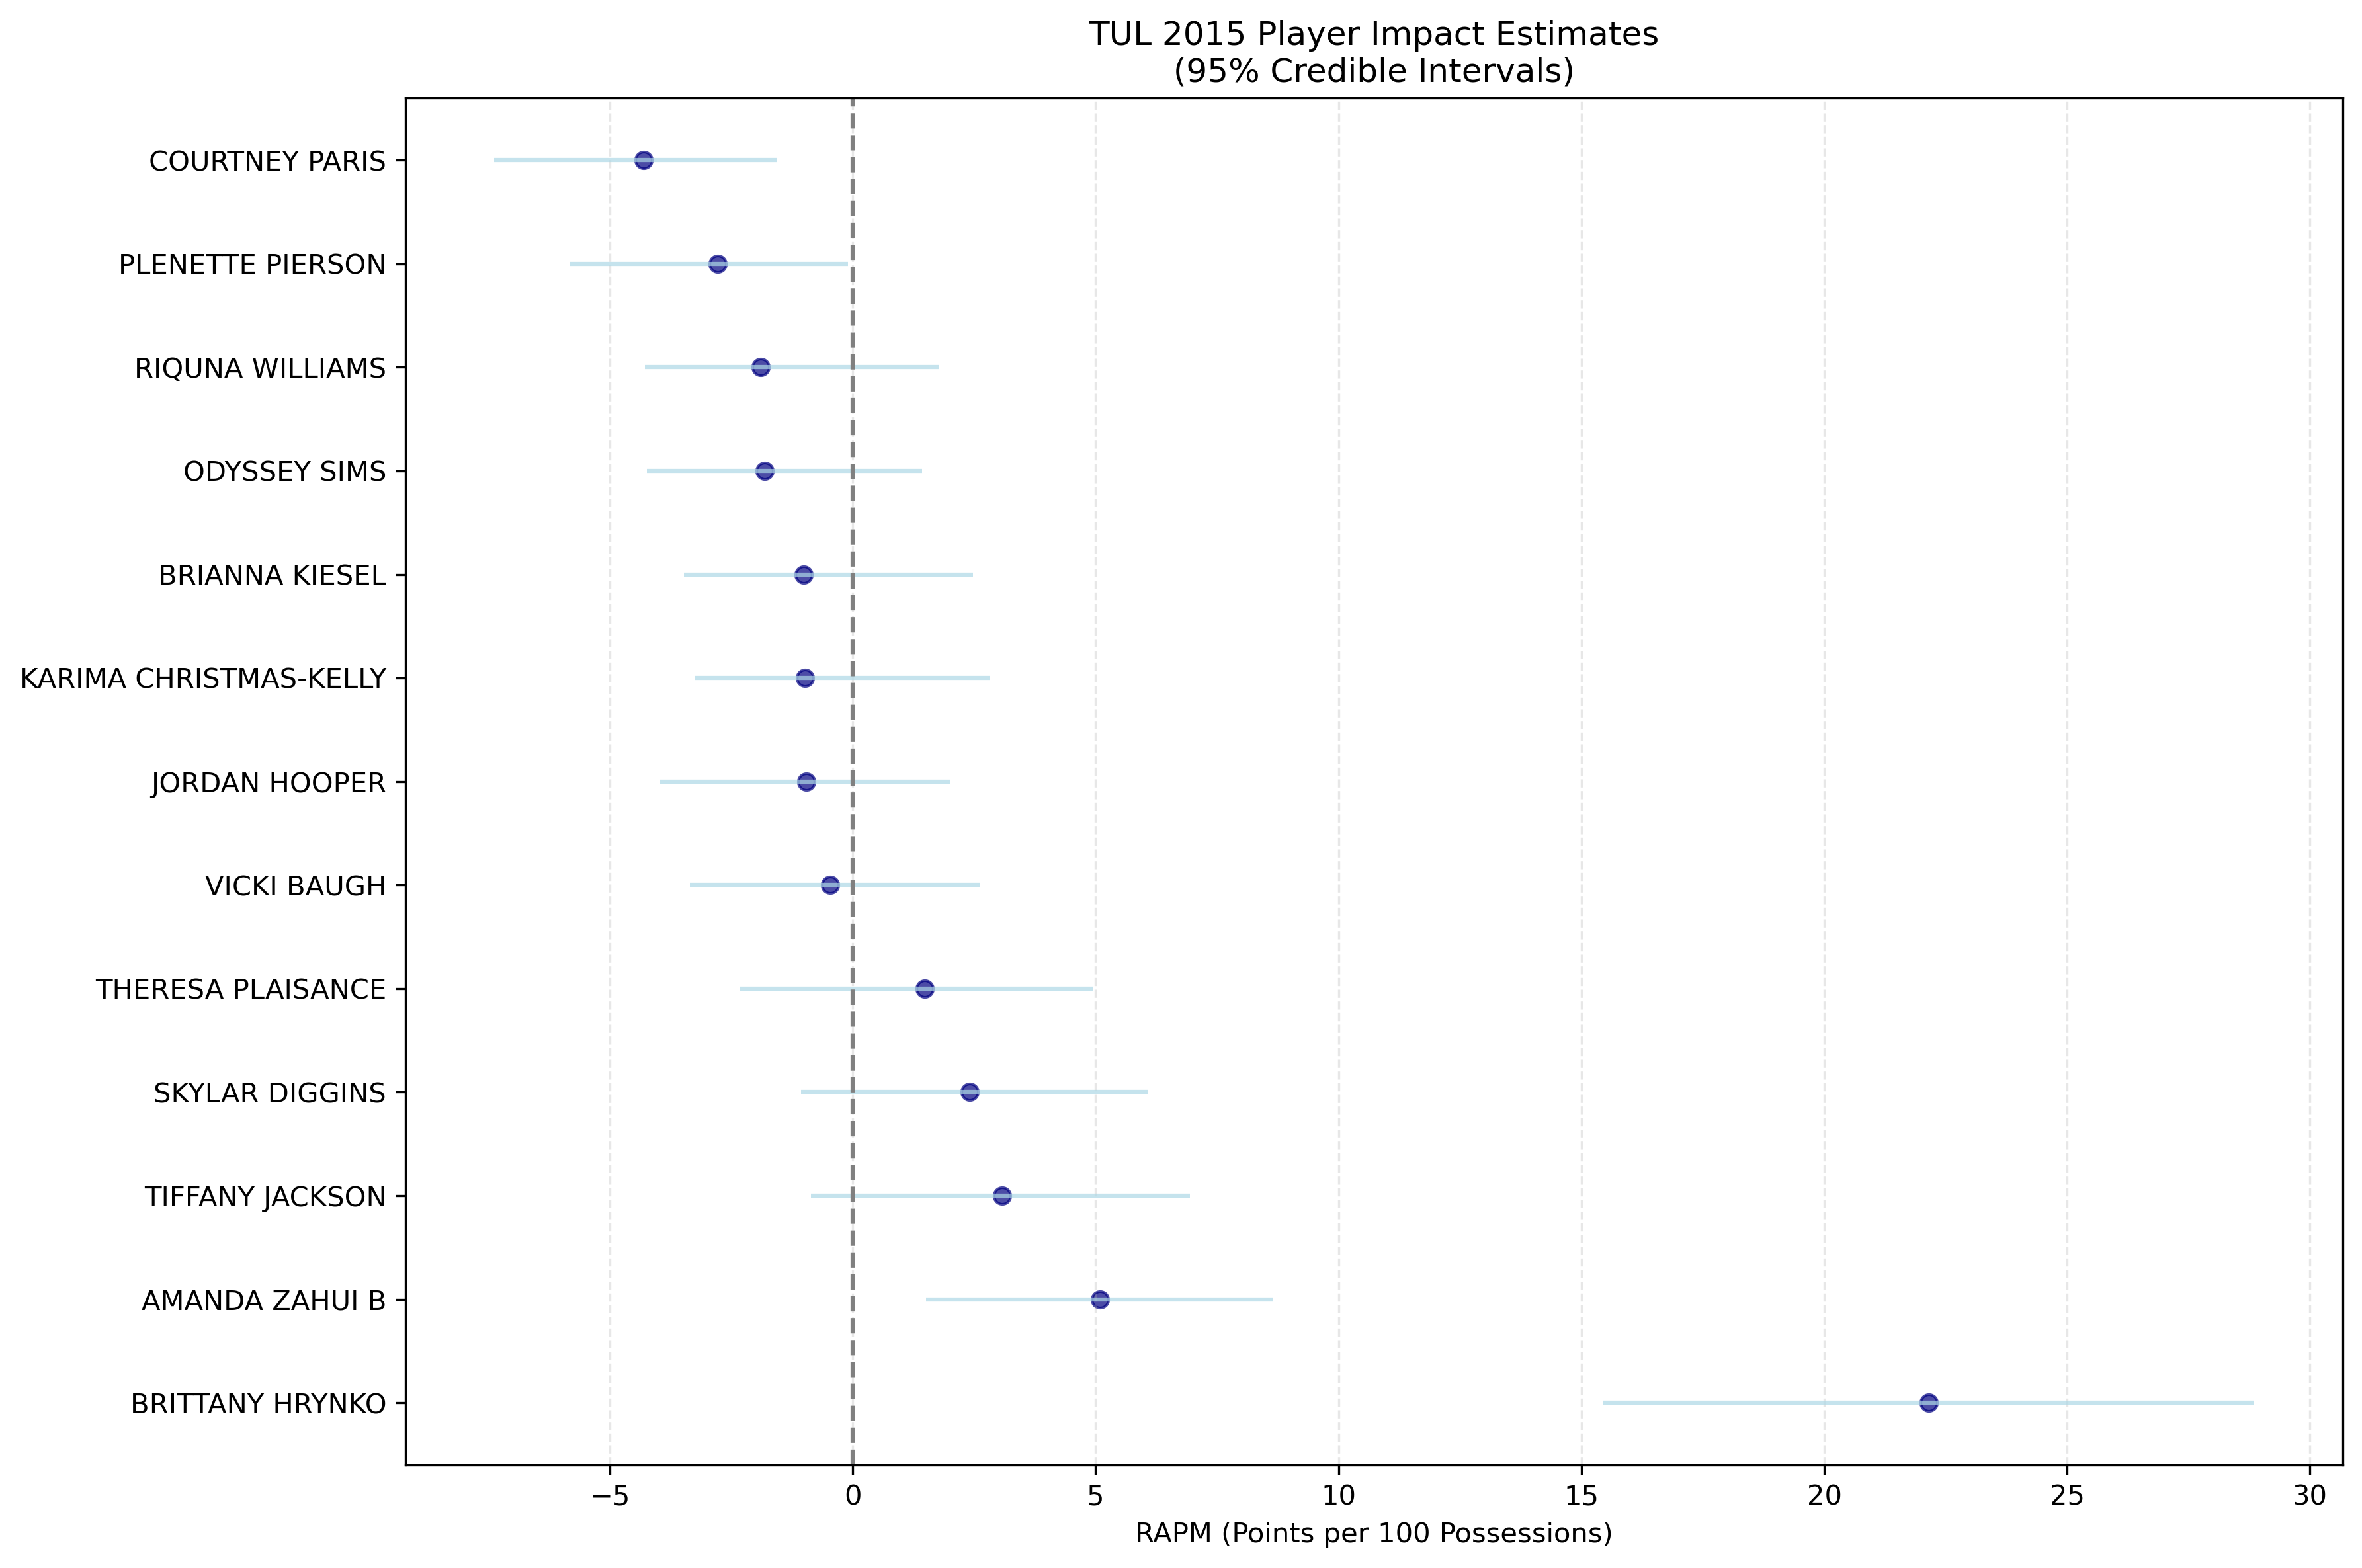 TUL 2015 Player Impact Estimates
(95% Credible Intervals)
COURTNEY PARIS
PLENETTE PIERSON
RIQUNA WILLIAMS
ODYSSEY SIMS
BRIANNA KIESEL
KARIMA CHRISTMAS-KELLY
JORDAN HOOPER
VICKI BAUGH
THERESA PLAISANCE
SKYLAR DIGGINS
TIFFANY JACKSON
AMANDA ZAHUI B
BRITTANY HRYNKO
−5 0 5 10 15 20 25 30
RAPM (Points per 100 Possessions)